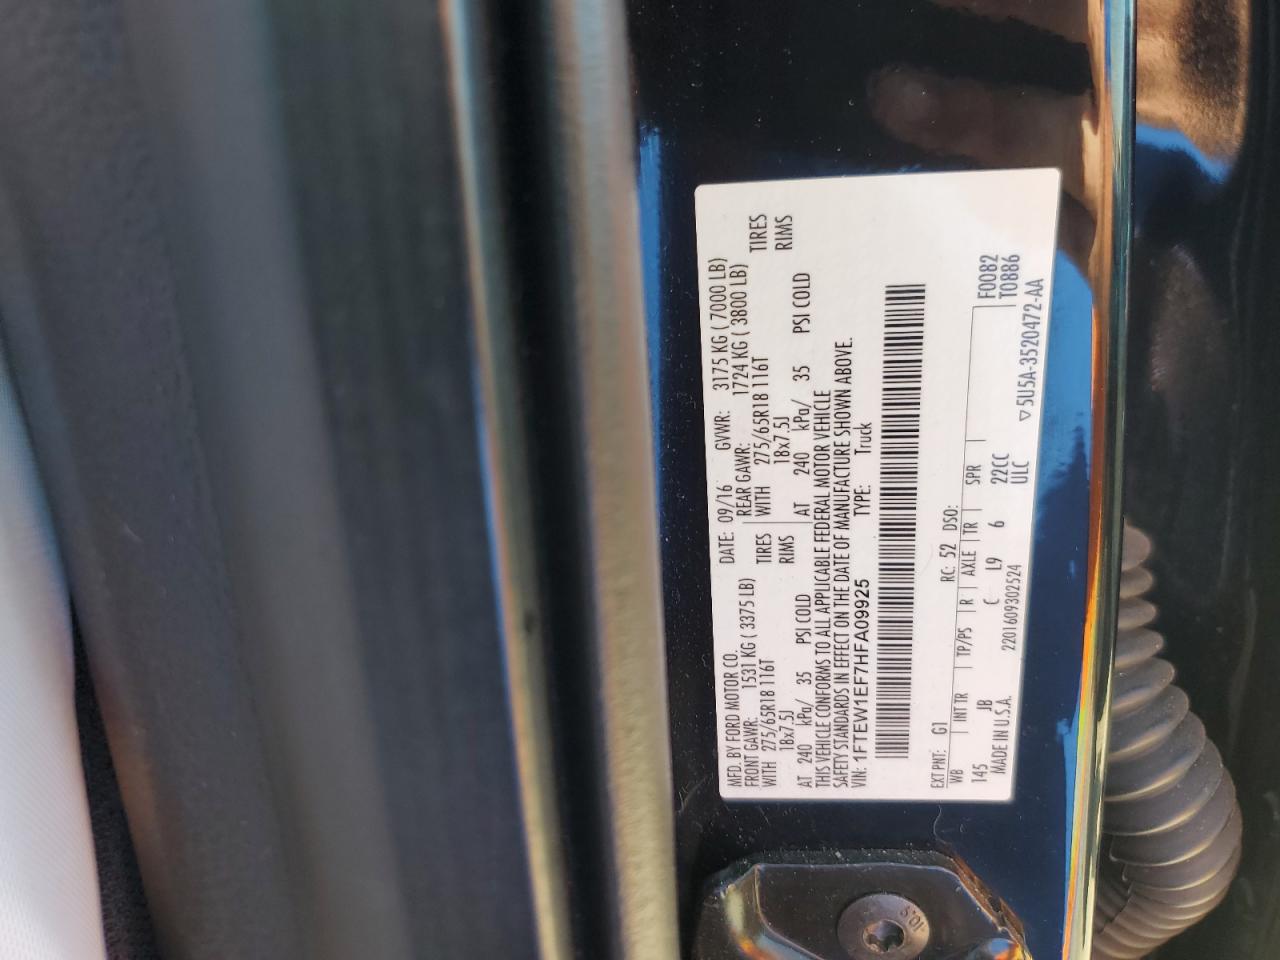 MFD. BY FORD MOTOR CO. DATE: 09/16 GVWR: 3175 KG ( 7000 LB)
FRONT GAWR: 1531 KG ( 3375 LB) REAR GAWR: 1724 KG ( 3800 LB)
WITH 275/65R18 116T TIRES WITH 275/65R18 116T TIRES
18x7.5J RIMS 18x7.5J RIMS
AT 240 kPa/ 35 PSI COLD AT 240 kPa/ 35 PSI COLD
THIS VEHICLE CONFORMS TO ALL APPLICABLE FEDERAL MOTOR VEHICLE
SAFETY STANDARDS IN EFFECT ON THE DATE OF MANUFACTURE SHOWN ABOVE.
VIN: 1FTEW1EF7HFA09925 TYPE: Truck
EXT PNT: G1 RC: 52 DSO:
WB INT TR TP/PS R AXLE TR SPR F0082
145 JB C L9 6 22CC T0886
MADE IN U.S.A. 2201609302524 ULC ▽5U5A-3520472-AA
10.9